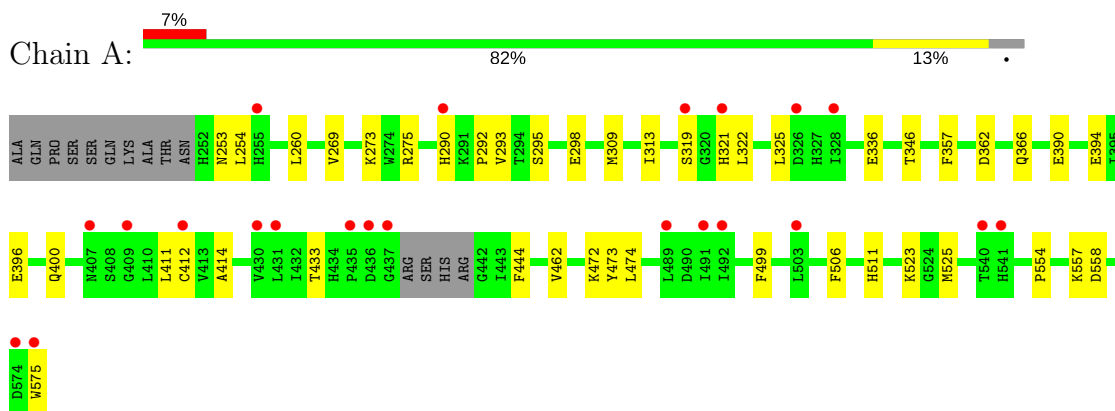 7%
Chain A:
82% 13% •
ALA GLN PRO SER SER GLN LYS ALA THR ASN H252 N253 L254 H255 L260 V269 K273 W274 R275 H290 K291 P292 V293 T294 S295 E298 M309 I313 S319 G320 H321 L322 L325 D326 H327 I328 E336 T346 F357 D362 Q366 E390 E394 I395
E396 Q400 N407 S408 G409 L410 L411 C412 V413 A414 V430 L431 I432 T433 H434 P435 D436 G437 ARG SER HIS ARG G442 I443 F444 V462 K472 Y473 L474 L489 D490 I491 I492 F499 L503 F506 H511 K523 G524 M525 T540 H541 P554 K557 D558
D574 W575